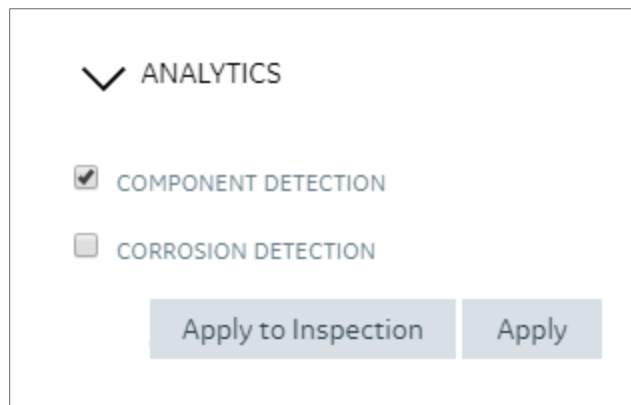 ANALYTICS
COMPONENT DETECTION
CORROSION DETECTION
Apply to Inspection Apply